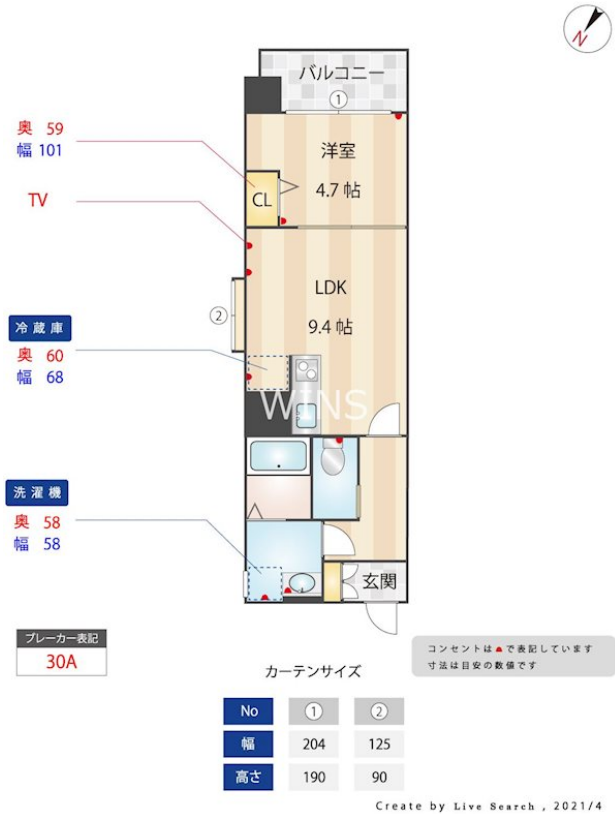 N
バルコニー
①
奥 59
幅 101
洋室
4.7 帖
CL
TV
②
LDK
9.4 帖
冷蔵庫
奥 60
幅 68
WINS
洗濯機
奥 58
幅 58
玄関
ブレーカー表記
30A
コンセントは で表記しています
寸法は目安の数値です
カーテンサイズ
No ① ②
幅 204 125
高さ 190 90
Create by Live Search , 2021/4